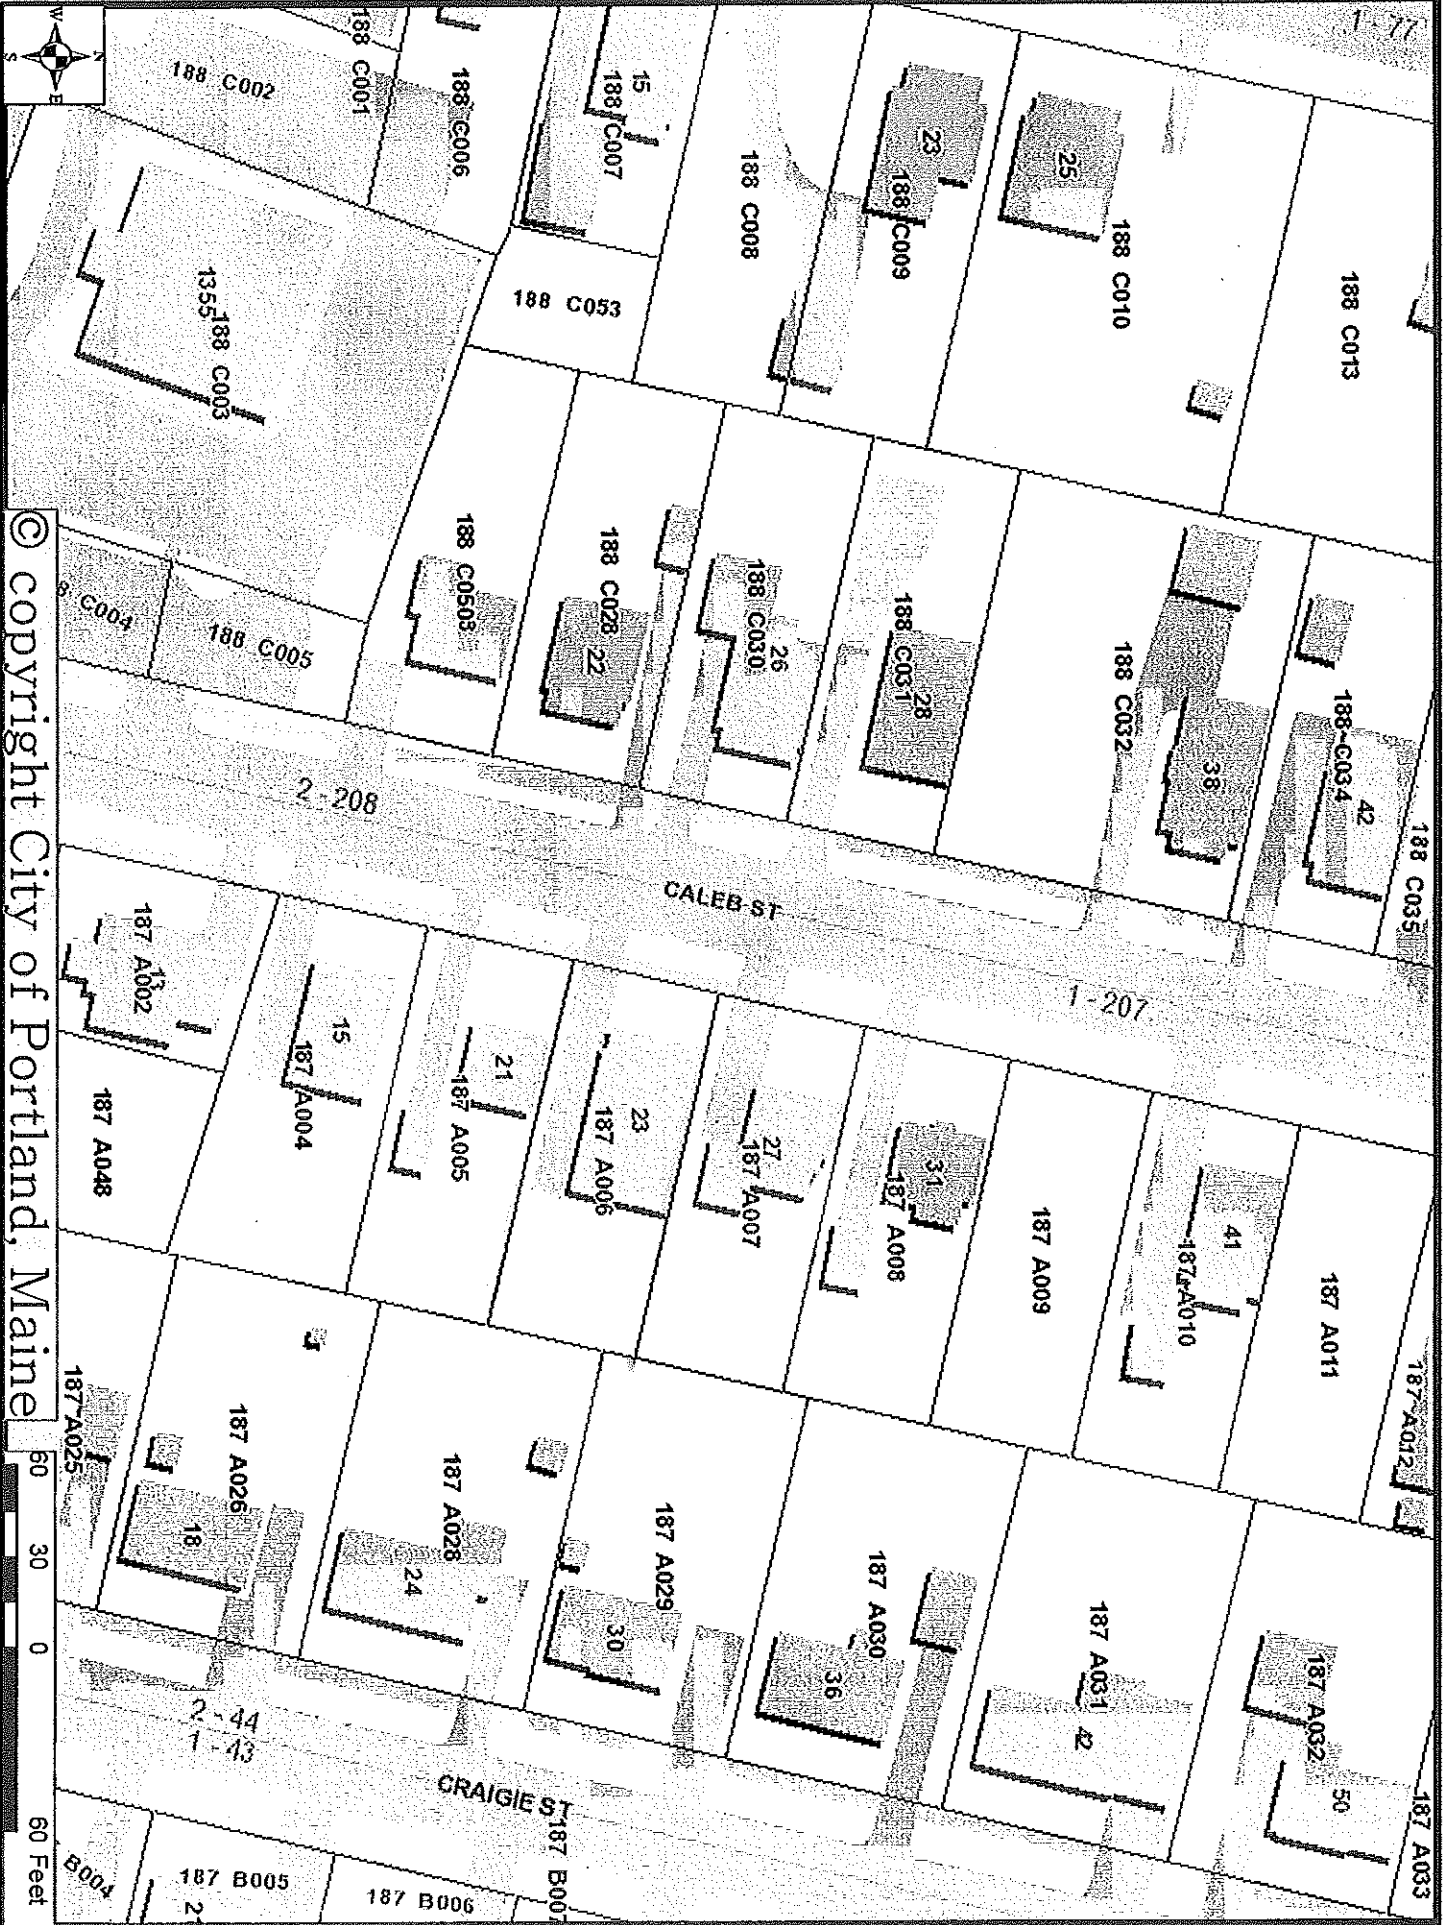 1 - 77
188 C001
188 C002
188 C006
15
188 C007
188 C008
23
188 C009
25
188 C010
188 C013
N
W
E
S
1355
188 C003
188 C053
188 C004
188 C005
188 C0508
188 C028
22
26
188 C030
28
188 C031
188 C032
38
188 C034
42
188 C035
2 - 208
CALEB ST
1 - 207
13
187 A002
187 A048
15
187 A004
21
187 A005
23
187 A006
27
187 A007
31
187 A008
187 A009
41
187 A010
187 A011
187 A012
187 A025
187 A026
18
187 A028
24
187 A029
30
187 A030
36
187 A031
42
187 A032
50
187 A033
2 - 44
1 - 43
CRAIGIE ST
B004
187 B005
187 B006
187 B007
© copyright City of Portland, Maine
60 30 0 60 Feet